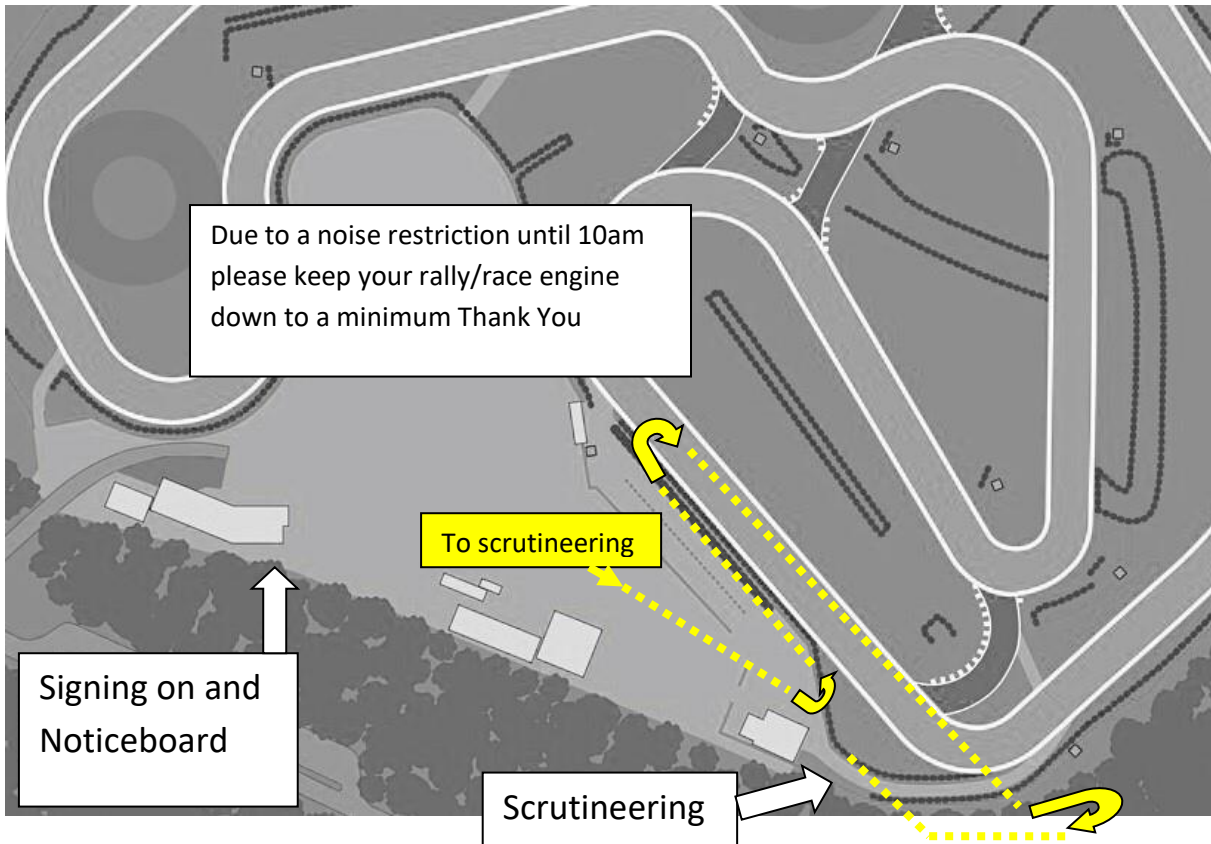 Due to a noise restriction until 10am
please keep your rally/race engine
down to a minimum Thank You
To scrutineering
Signing on and
Noticeboard
Scrutineering